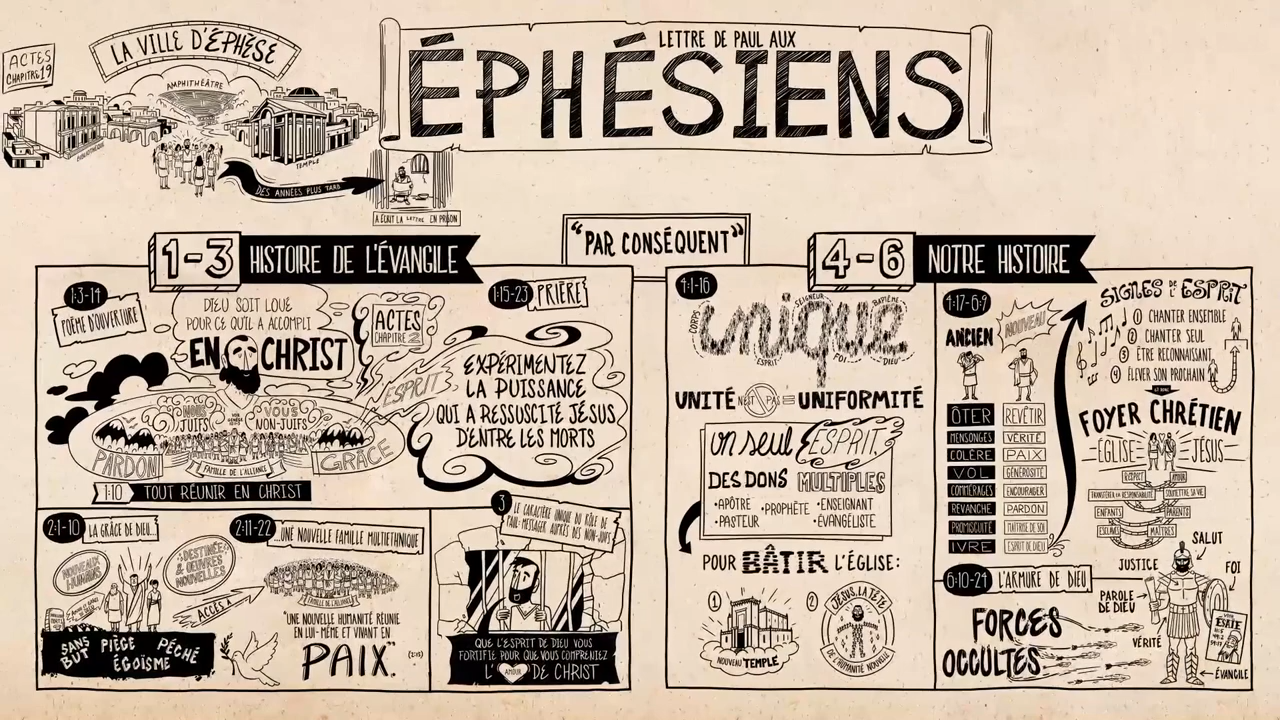 ACTES
CHAPITRE 19
LA VILLE D'ÉPHÈSE
AMPHITHÉÂTRE
TEMPLE
DES ANNÉES PLUS TARD
A ÉCRIT LA LETTRE EN PRISON
LETTRE DE PAUL AUX
ÉPHÉSIENS
"PAR CONSÉQUENT"
1-3 HISTOIRE DE L'ÉVANGILE
1:3-14
POÈME D'OUVERTURE
DIEU SOIT LOUÉ
POUR CE QU'IL A ACCOMPLI
EN CHRIST
ACTES
CHAPITRE 2
ESPRIT
NOUS
JUIFS
VOUS
NON-JUIFS
PARDON
FAMILLE DE L'ALLIANCE
GRÂCE
1:10 TOUT RÉUNIR EN CHRIST
1:15-23 PRIÈRE
EXPÉRIMENTEZ
LA PUISSANCE
QUI A RESSUSCITÉ JÉSUS
D'ENTRE LES MORTS
2:1-10 LA GRÂCE DE DIEU...
NOUVEAUX
HUMAINS
DESTINÉE &
ŒUVRES
NOUVELLES
ACCÈS À
SANS
BUT
PIÈGE PÉCHÉ
ÉGOÏSME
2:11-22 ...UNE NOUVELLE FAMILLE MULTIETHNIQUE
FAMILLE DE L'ALLIANCE
"UNE NOUVELLE HUMANITÉ RÉUNIE
EN LUI-MÊME ET VIVANT EN
PAIX."
(2:15)
3
LE CARACTÈRE UNIQUE DU RÔLE DE
PAUL: MESSAGER AUPRÈS DES NON-JUIFS
QUE L'ESPRIT DE DIEU VOUS
FORTIFIE POUR QUE VOUS COMPRENIEZ
L'AMOUR DE CHRIST
4-6 NOTRE HISTOIRE
4:1-16
unique
CORPS
SEIGNEUR
BAPTÊME
ESPRIT
FOI
DIEU
UNITÉ N'EST PAS = UNIFORMITÉ
un seul ESPRIT,
DES DONS MULTIPLES
•APÔTRE •PROPHÈTE •ENSEIGNANT
•PASTEUR •ÉVANGÉLISTE
POUR BÂTIR L'ÉGLISE:
1
NOUVEAU TEMPLE
2
JÉSUS, LA TÊTE
DE L'HUMANITÉ NOUVELLE
4:17-6:9
ANCIEN NOUVEAU
ÔTER REVÊTIR
MENSONGES VÉRITÉ
COLÈRE PAIX
VOL GÉNÉROSITÉ
COMMÉRAGES ENCOURAGER
REVANCHE PARDON
PROMISCUITÉ MAÎTRISE DE SOI
IVRE ESPRIT DE DIEU
SIGNES DE L'ESPRIT
1 CHANTER ENSEMBLE
2 CHANTER SEUL
3 ÊTRE RECONNAISSANT
4 ÉLEVER SON PROCHAIN
FOYER CHRÉTIEN
ÉGLISE JÉSUS
RESPECT AMOUR
TRANSFÉRER LA RESPONSABILITÉ SOUMETTRE SA VIE
ENFANTS PARENTS
ESCLAVES MAÎTRES
6:10-24 L'ARMURE DE DIEU
FORCES
OCCULTES
SALUT
JUSTICE
FOI
PAROLE
DE DIEU
VÉRITÉ
ÉVANGILE